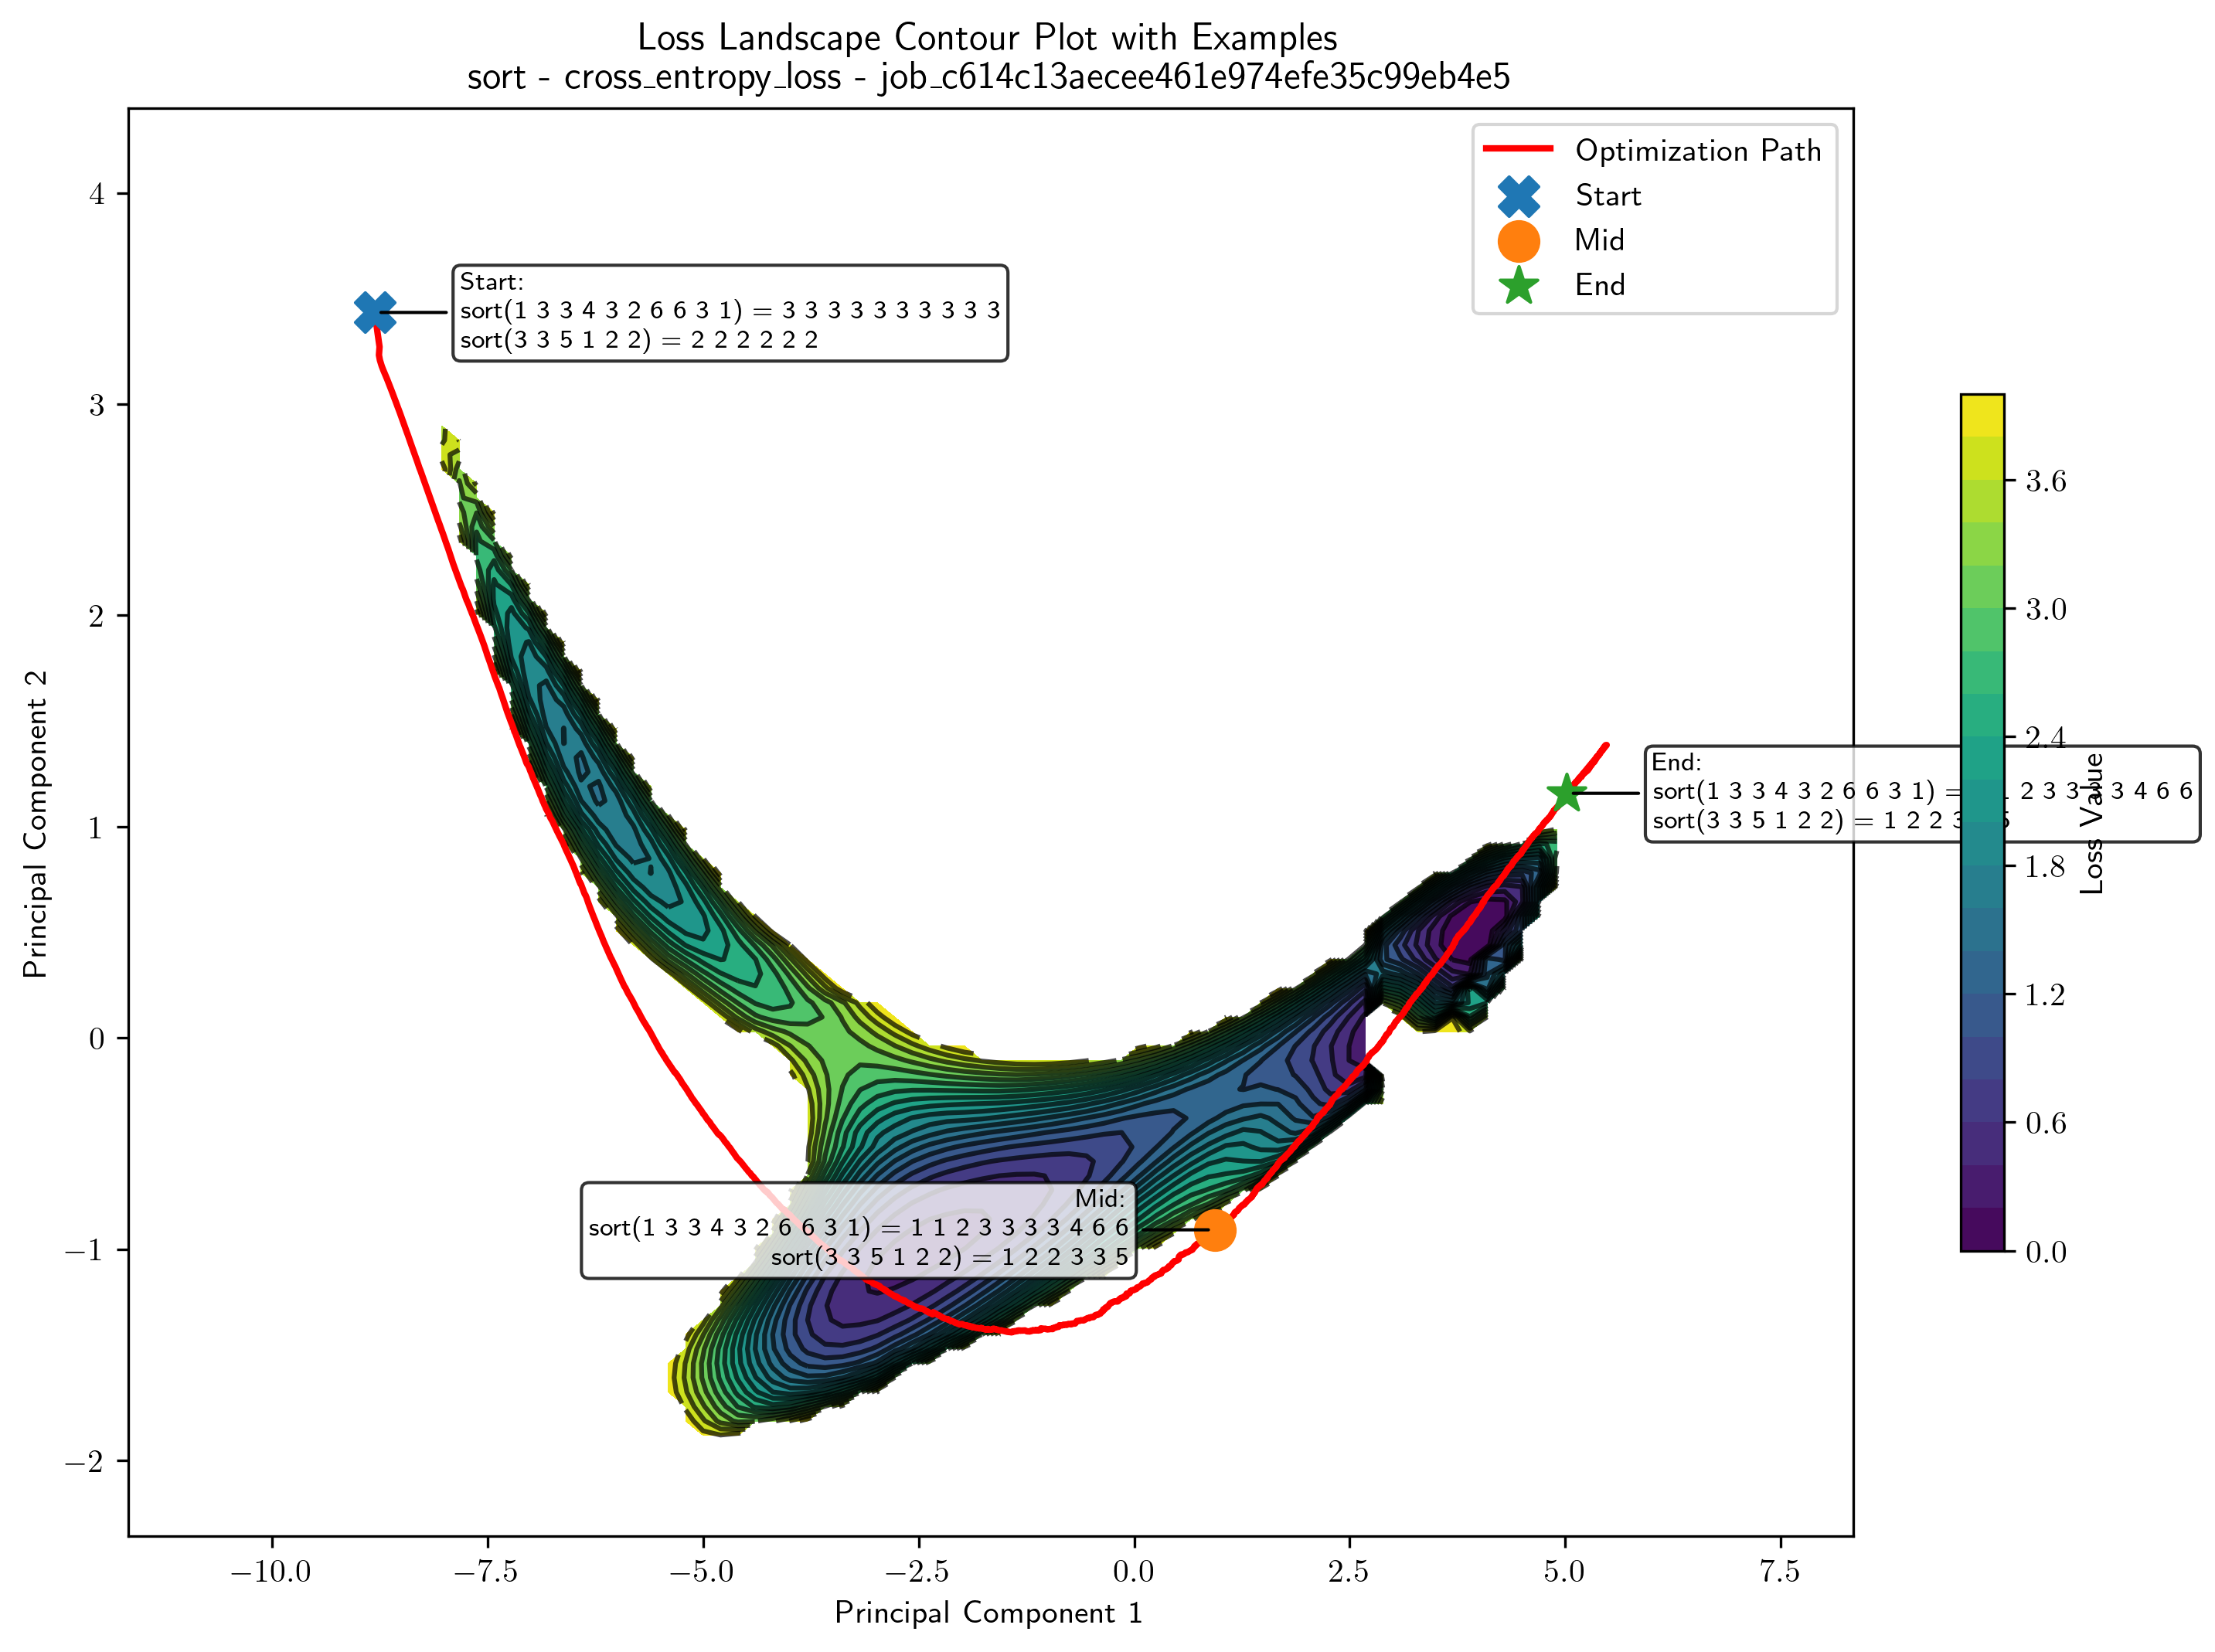 Loss Landscape Contour Plot with Examples
sort - cross_entropy_loss - job_c614c13aecee461e974efe35c99eb4e5
Optimization Path
Start
Mid
End
Start:
sort(1 3 3 4 3 2 6 6 3 1) = 3 3 3 3 3 3 3 3 3 3
sort(3 3 5 1 2 2) = 2 2 2 2 2 2
End:
sort(1 3 3 4 3 2 6 6 3 1) = 1 2 3 3 3 4 6 6
sort(3 3 5 1 2 2) = 1 2 2 3 5
Mid:
sort(1 3 3 4 3 2 6 6 3 1) = 1 1 2 3 3 3 3 4 6 6
sort(3 3 5 1 2 2) = 1 2 2 3 3 5
4
3
2
1
0
−1
−2
Principal Component 2
−10.0
−7.5
−5.0
−2.5
0.0
2.5
5.0
7.5
Principal Component 1
3.6
3.0
2.4
1.8
1.2
0.6
0.0
Loss Value